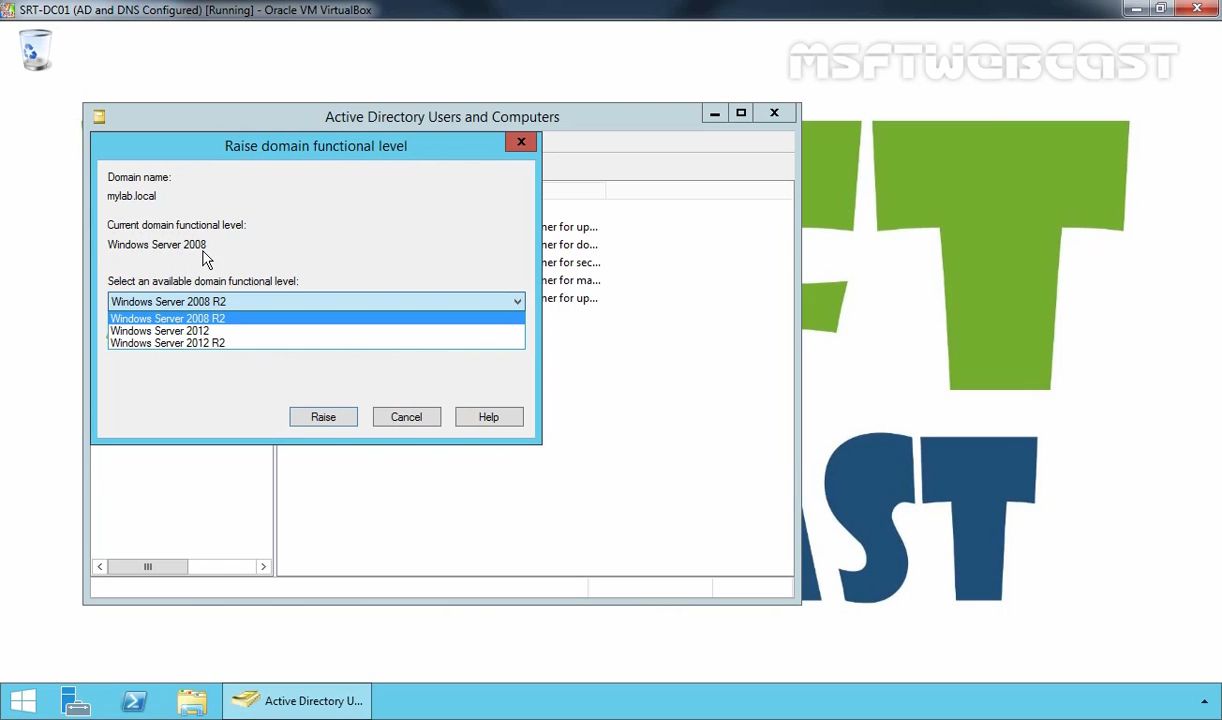 SRT-DC01 (AD and DNS Configured) [Running] - Oracle VM VirtualBox
MSFTWEBCAST
Active Directory Users and Computers
Raise domain functional level
Domain name:
mylab.local
Current domain functional level:
Windows Server 2008
Select an available domain functional level:
Windows Server 2008 R2
Windows Server 2008 R2
Windows Server 2012
Windows Server 2012 R2
Raise Cancel Help
ner for up...
ner for do...
ner for sec...
ner for ma...
ner for up...
FT
AST
Active Directory U...